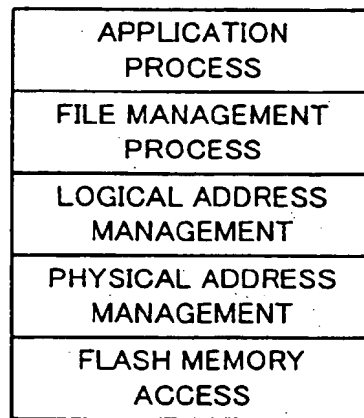 APPLICATION
PROCESS
FILE MANAGEMENT
PROCESS
LOGICAL ADDRESS
MANAGEMENT
PHYSICAL ADDRESS
MANAGEMENT
FLASH MEMORY
ACCESS